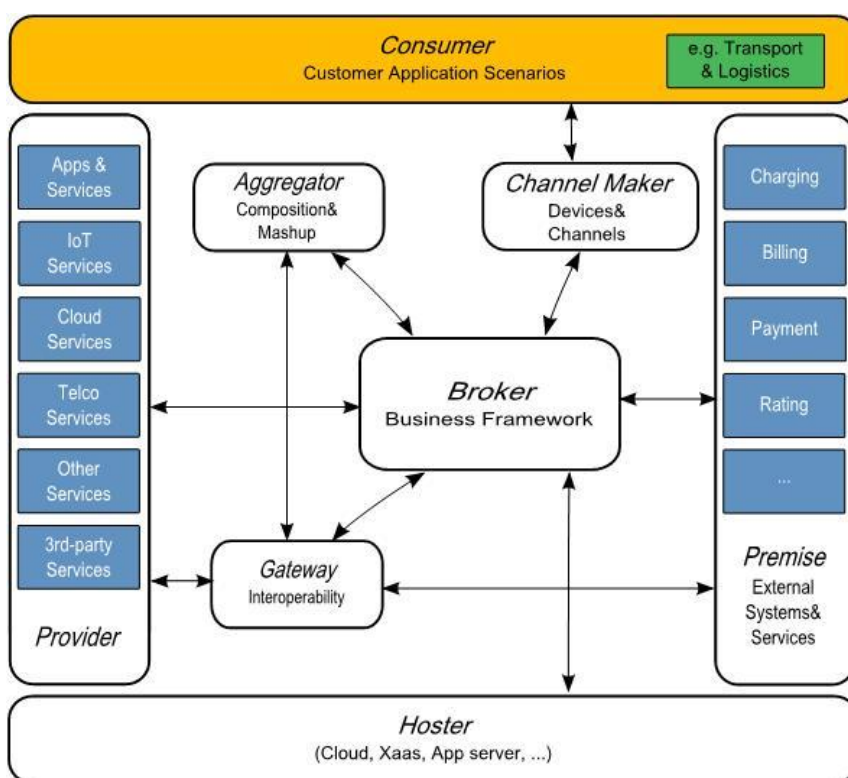 Consumer
Customer Application Scenarios
e.g. Transport
& Logistics
Apps &
Services
IoT
Services
Cloud
Services
Telco
Services
Other
Services
3rd-party
Services
Provider
Aggregator
Composition&
Mashup
Channel Maker
Devices&
Channels
Broker
Business Framework
Gateway
Interoperability
Charging
Billing
Payment
Rating
...
Premise
External
Systems&
Services
Hoster
(Cloud, Xaas, App server, ...)